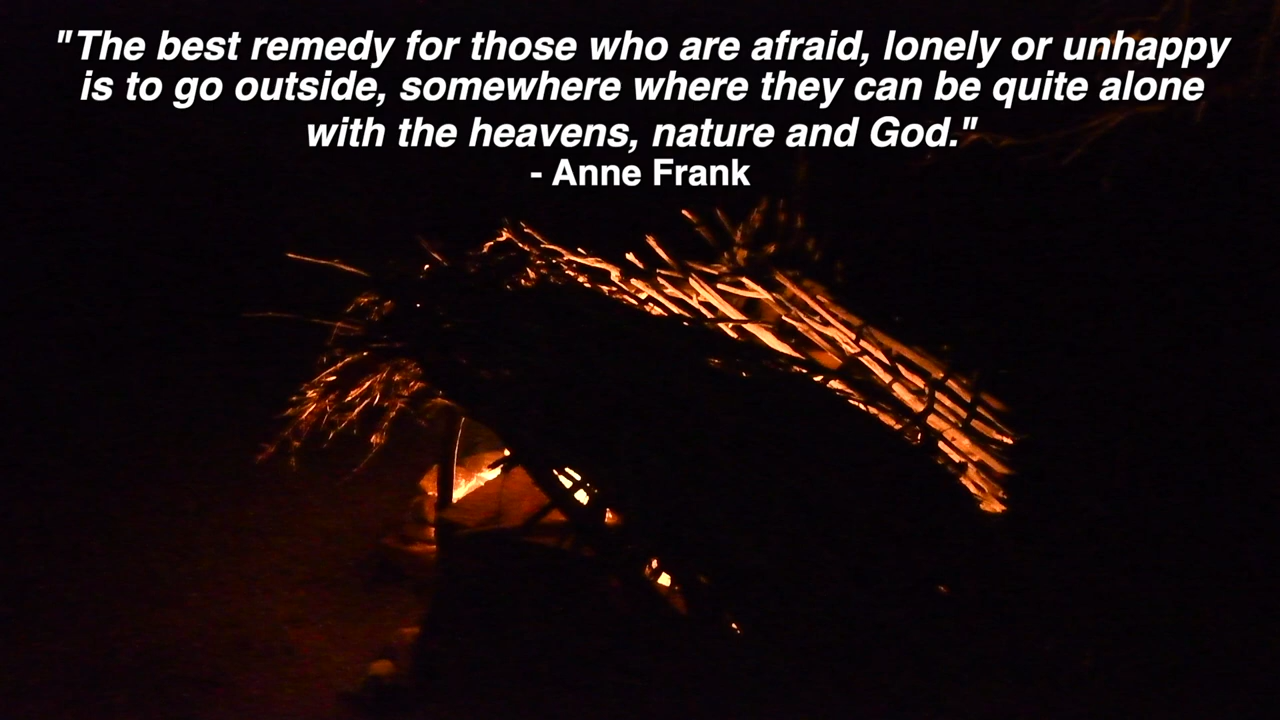 "The best remedy for those who are afraid, lonely or unhappy
is to go outside, somewhere where they can be quite alone
with the heavens, nature and God."
- Anne Frank